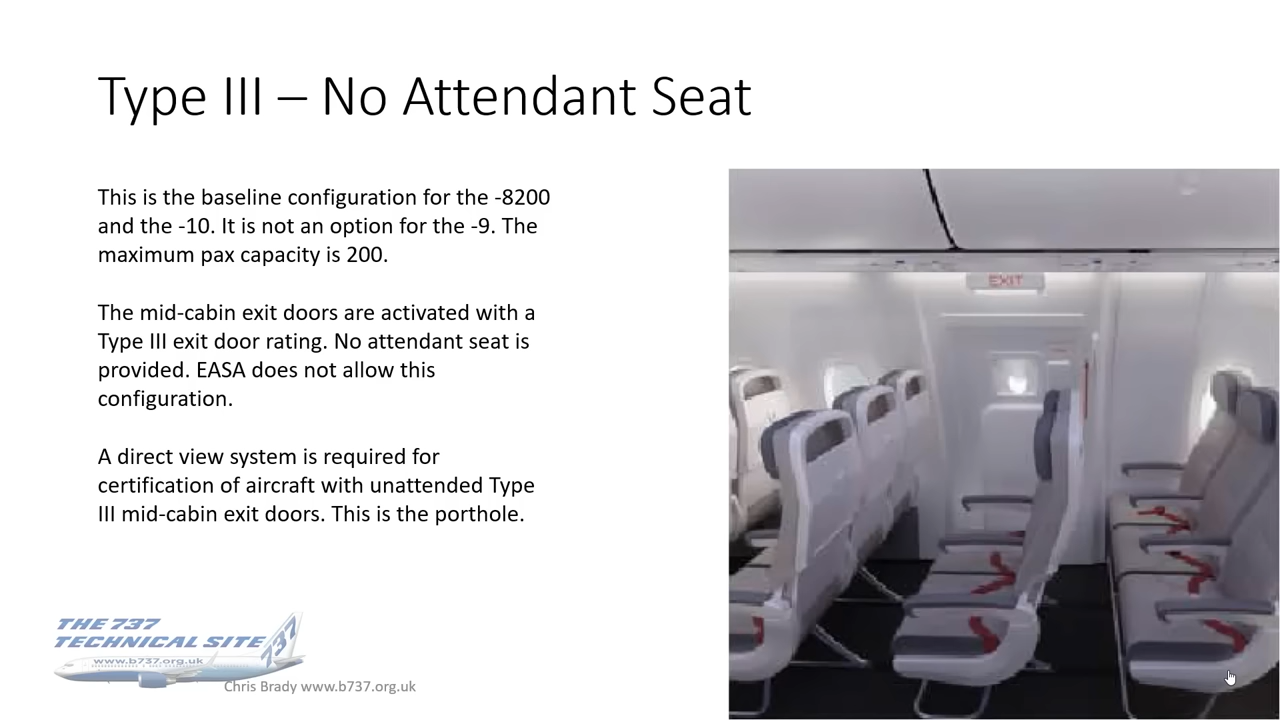 Type III – No Attendant Seat
This is the baseline configuration for the -8200
and the -10. It is not an option for the -9. The
maximum pax capacity is 200.
The mid-cabin exit doors are activated with a
Type III exit door rating. No attendant seat is
provided. EASA does not allow this
configuration.
A direct view system is required for
certification of aircraft with unattended Type
III mid-cabin exit doors. This is the porthole.
EXIT
THE 737
TECHNICAL SITE
737
www.b737.org.uk
Chris Brady www.b737.org.uk